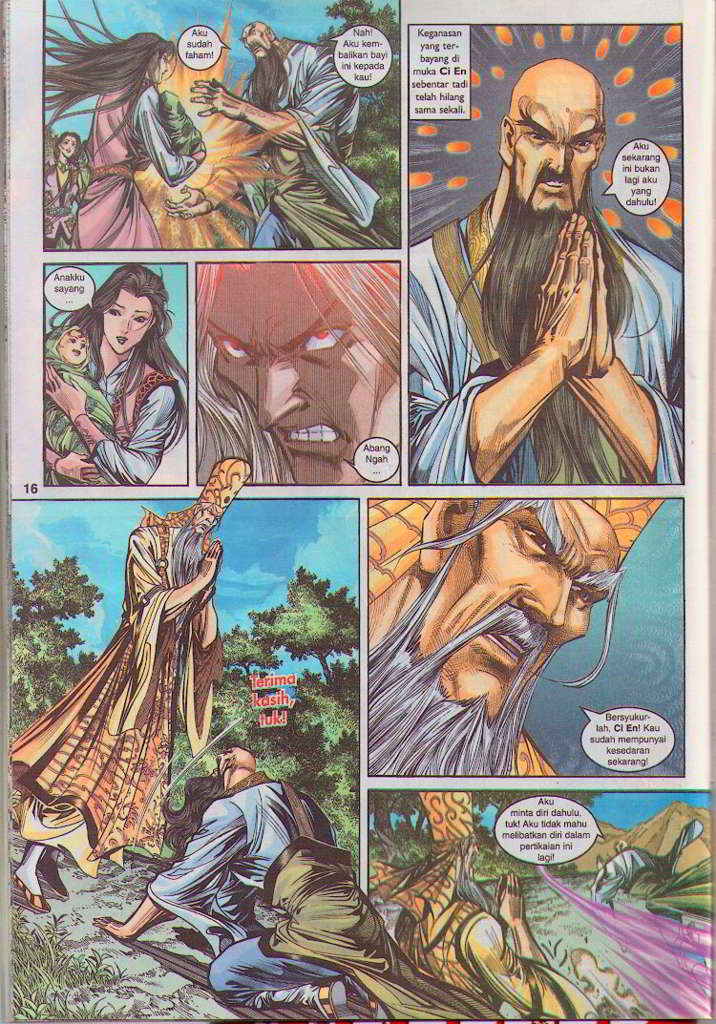 Aku
sudah
faham!
Nah!
Aku kem-
balikan bayi
ini kepada
kau!
Keganasan
yang ter-
bayang di
muka Ci En
sebentar tadi
telah hilang
sama sekali.
Aku
sekarang
ini bukan
lagi aku
yang
dahulu!
Anakku
sayang
...
Abang
Ngah
...
16
Terima
kasih,
tuk!
Bersyukur-
lah, Ci En! Kau
sudah mempunyai
kesedaran
sekarang!
Aku
minta diri dahulu,
tuk! Aku tidak mahu
melibatkan diri dalam
pertikaian ini
lagi!